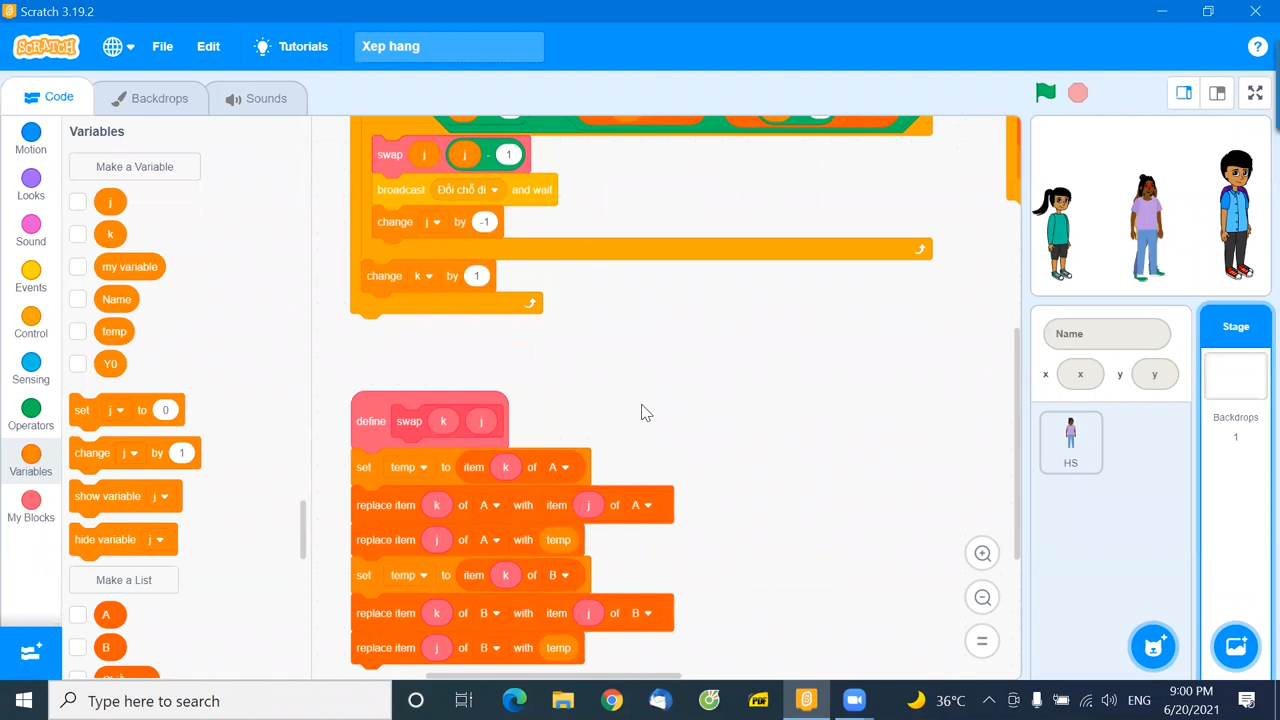 Scratch 3.19.2
SCRATCH
File
Edit
Tutorials
Xep hang
?
Code
Backdrops
Sounds
Motion
Looks
Sound
Events
Control
Sensing
Operators
Variables
My Blocks
Variables
Make a Variable
j
k
my variable
Name
temp
Y0
set j to 0
change j by 1
show variable j
hide variable j
Make a List
A
B
swap j j - 1
broadcast Đổi chỗ đi and wait
change j by -1
change k by 1
define swap k j
set temp to item k of A
replace item k of A with item j of A
replace item j of A with temp
set temp to item k of B
replace item k of B with item j of B
replace item j of B with temp
Name
x x y y
HS
Stage
Backdrops
1
Type here to search
PDF
36°C
ENG
9:00 PM
6/20/2021